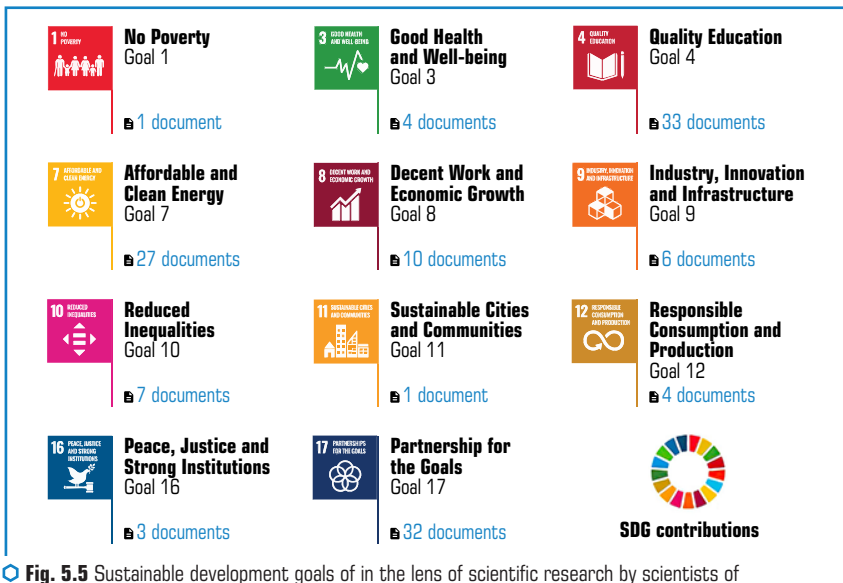 1 NO POVERTY
No Poverty
Goal 1
1 document
3 GOOD HEALTH AND WELL-BEING
Good Health
and Well-being
Goal 3
4 documents
4 QUALITY EDUCATION
Quality Education
Goal 4
33 documents
7 AFFORDABLE AND CLEAN ENERGY
Affordable and
Clean Energy
Goal 7
27 documents
8 DECENT WORK AND ECONOMIC GROWTH
Decent Work and
Economic Growth
Goal 8
10 documents
9 INDUSTRY, INNOVATION AND INFRASTRUCTURE
Industry, Innovation
and Infrastructure
Goal 9
6 documents
10 REDUCED INEQUALITIES
Reduced
Inequalities
Goal 10
7 documents
11 SUSTAINABLE CITIES AND COMMUNITIES
Sustainable Cities
and Communities
Goal 11
1 document
12 RESPONSIBLE CONSUMPTION AND PRODUCTION
Responsible
Consumption and
Production
Goal 12
4 documents
16 PEACE, JUSTICE AND STRONG INSTITUTIONS
Peace, Justice and
Strong Institutions
Goal 16
3 documents
17 PARTNERSHIPS FOR THE GOALS
Partnership for
the Goals
Goal 17
32 documents
SDG contributions
Fig. 5.5 Sustainable development goals of in the lens of scientific research by scientists of